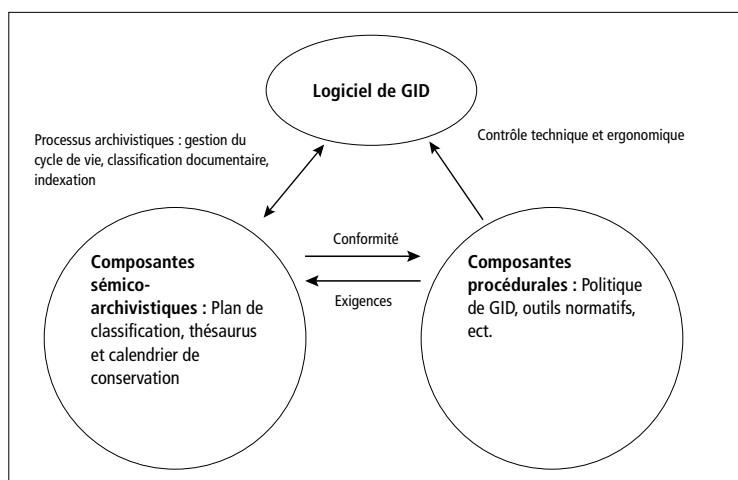 Logiciel de GID
Processus archivistiques : gestion du
cycle de vie, classification documentaire,
indexation
Contrôle technique et ergonomique
Conformité
Exigences
Composantes
sémico-
archivistiques : Plan de
classification, thésaurus
et calendrier de
conservation
Composantes
procédurales : Politique
de GID, outils normatifs,
ect.